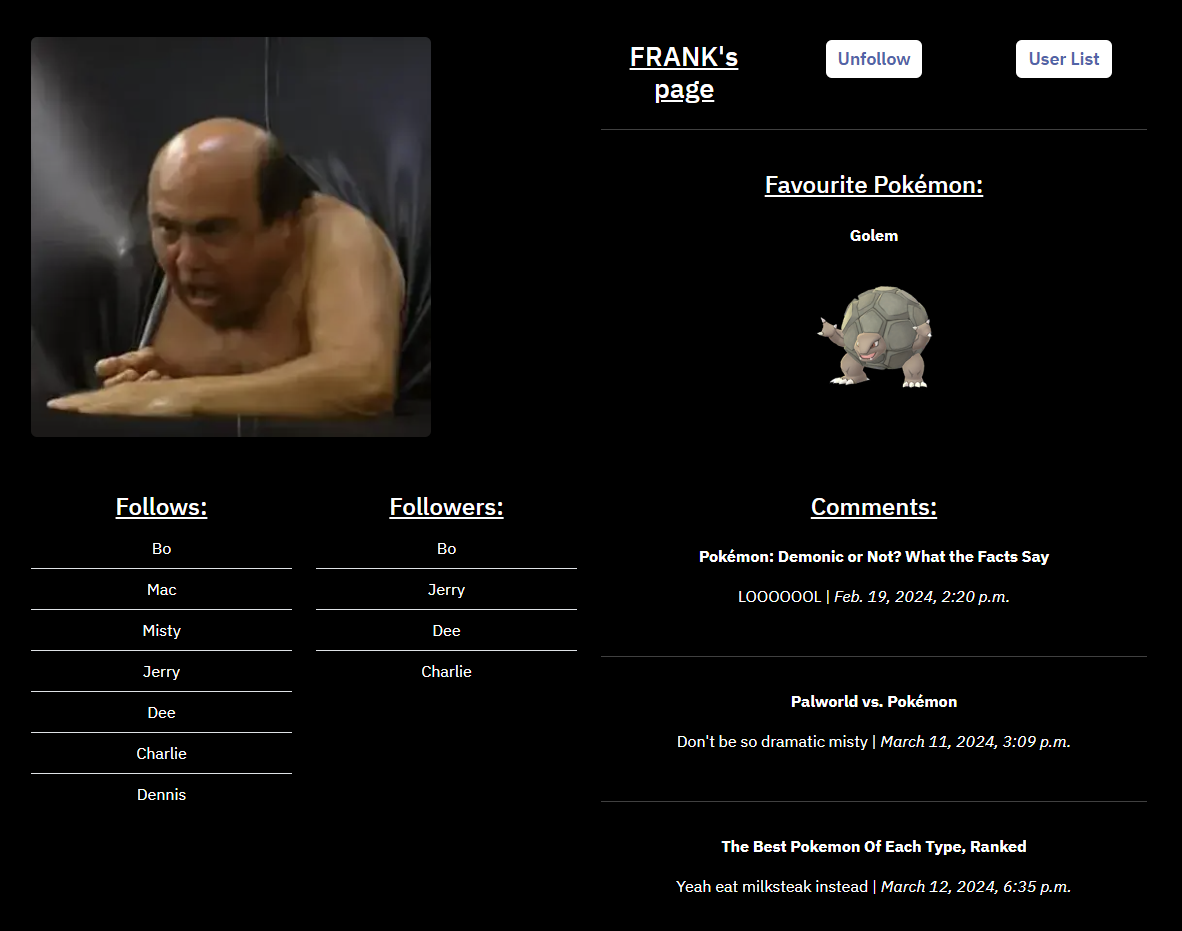 FRANK's
page
Unfollow
User List
Favourite Pokémon:
Golem
Follows:
Bo
Mac
Misty
Jerry
Dee
Charlie
Dennis
Followers:
Bo
Jerry
Dee
Charlie
Comments:
Pokémon: Demonic or Not? What the Facts Say
LOOOOOOL | Feb. 19, 2024, 2:20 p.m.
Palworld vs. Pokémon
Don't be so dramatic misty | March 11, 2024, 3:09 p.m.
The Best Pokemon Of Each Type, Ranked
Yeah eat milksteak instead | March 12, 2024, 6:35 p.m.